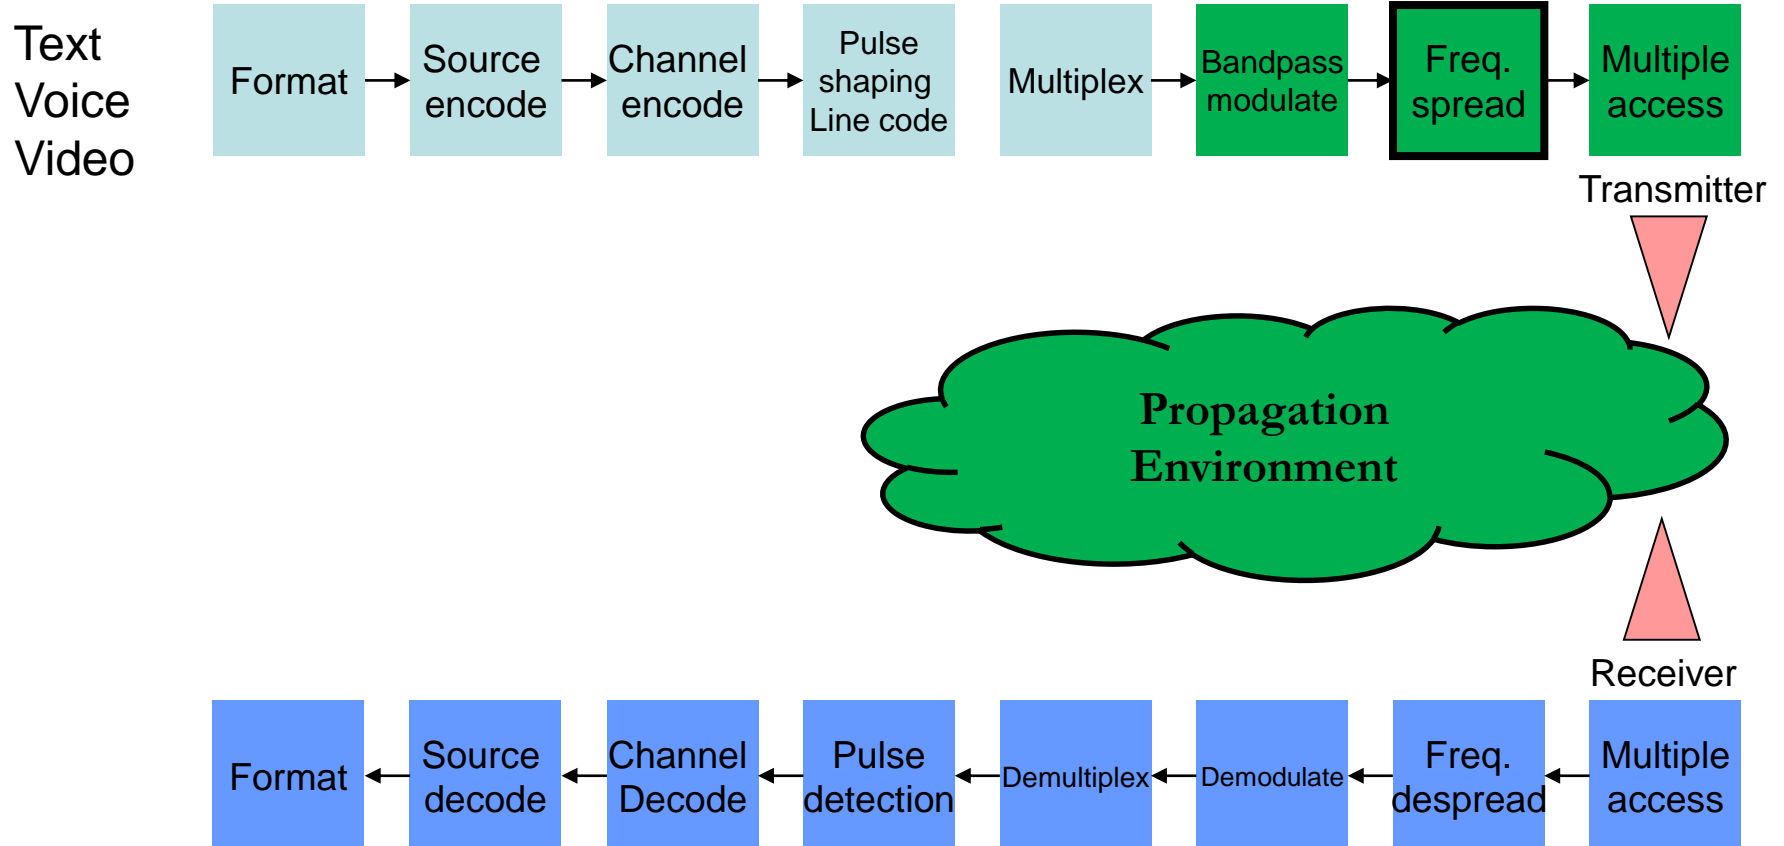 Text
Voice
Video
Format
Source
encode
Channel
encode
Pulse
shaping
Line code
Multiplex
Bandpass
modulate
Freq.
spread
Multiple
access
Transmitter
Propagation
Environment
Receiver
Format
Source
decode
Channel
Decode
Pulse
detection
Demultiplex
Demodulate
Freq.
despread
Multiple
access